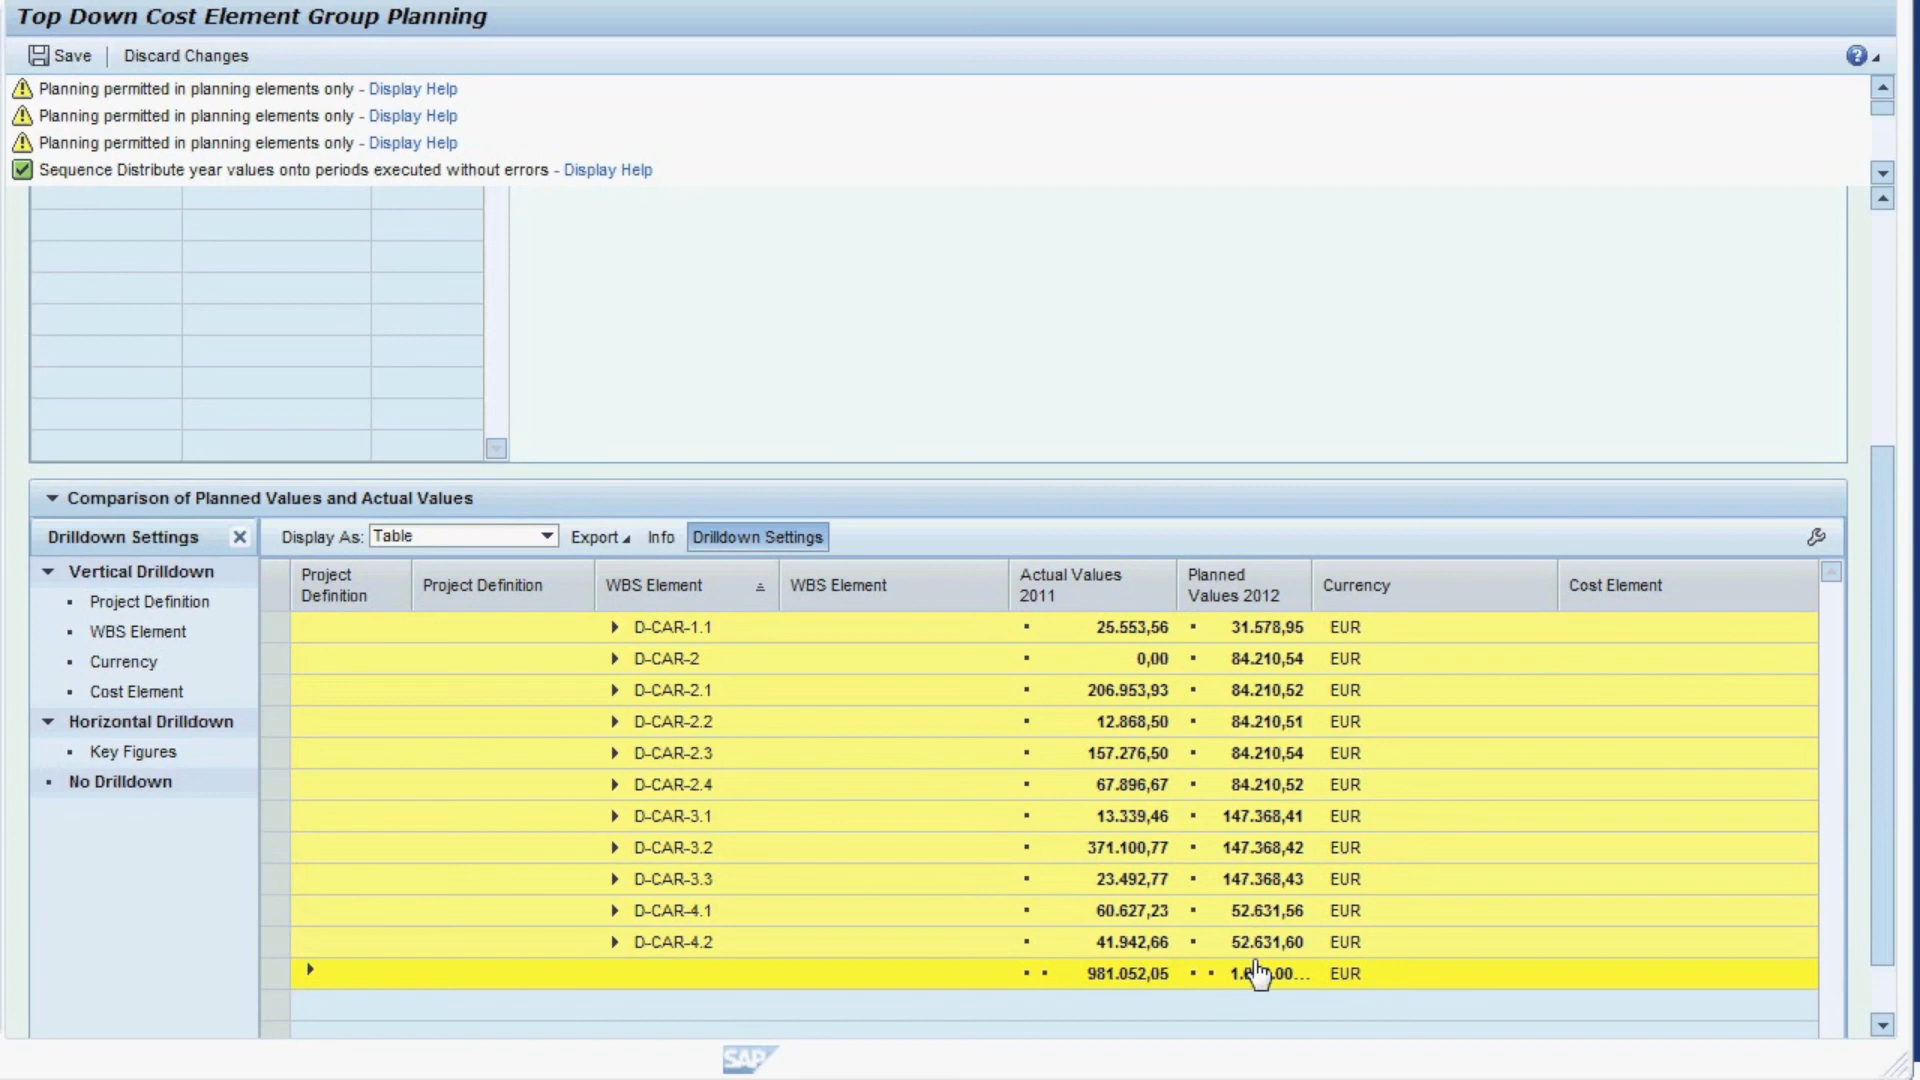 Top Down Cost Element Group Planning
Save Discard Changes
Planning permitted in planning elements only - Display Help
Planning permitted in planning elements only - Display Help
Planning permitted in planning elements only - Display Help
Sequence Distribute year values onto periods executed without errors - Display Help
Comparison of Planned Values and Actual Values
Drilldown Settings
Display As: Table Export Info Drilldown Settings
Vertical Drilldown
Project Definition
WBS Element
Currency
Cost Element
Horizontal Drilldown
Key Figures
No Drilldown
Project Definition Project Definition WBS Element WBS Element Actual Values 2011 Planned Values 2012 Currency Cost Element
D-CAR-1.1 25.553,56 31.578,95 EUR
D-CAR-2 0,00 84.210,54 EUR
D-CAR-2.1 206.953,93 84.210,52 EUR
D-CAR-2.2 12.868,50 84.210,51 EUR
D-CAR-2.3 157.276,50 84.210,54 EUR
D-CAR-2.4 67.896,67 84.210,52 EUR
D-CAR-3.1 13.339,46 147.368,41 EUR
D-CAR-3.2 371.100,77 147.368,42 EUR
D-CAR-3.3 23.492,77 147.368,43 EUR
D-CAR-4.1 60.627,23 52.631,56 EUR
D-CAR-4.2 41.942,66 52.631,60 EUR
981.052,05 EUR
SAP